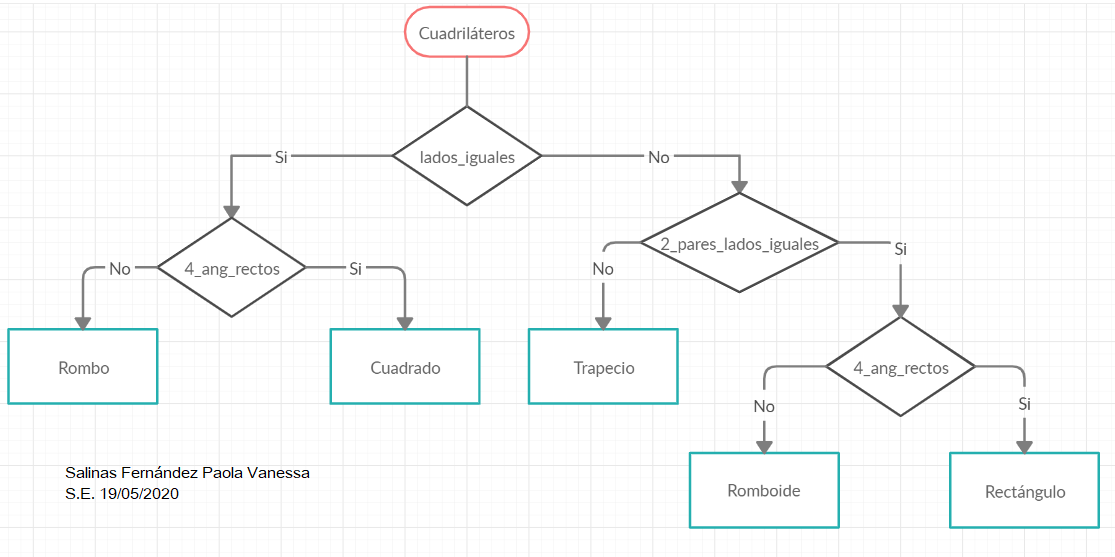 Cuadriláteros
lados_iguales
Si
No
2_pares_lados_iguales
4_ang_rectos
No
Si
No
Si
Rombo
Cuadrado
Trapecio
4_ang_rectos
No
Si
Salinas Fernández Paola Vanessa
S.E. 19/05/2020
Romboide
Rectángulo